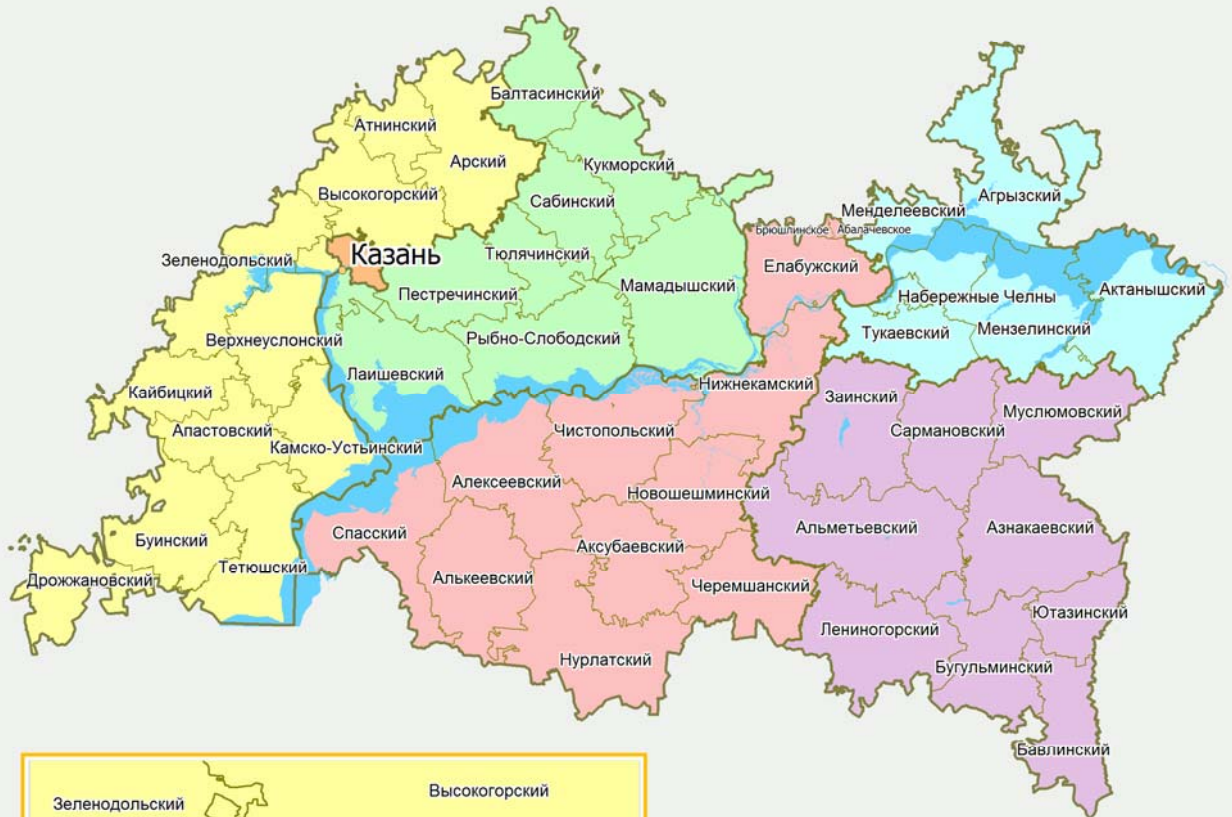 Балтасинский
Атнинский
Арский
Кукморский
Высокогорский
Сабинский
Агрызский
Менделеевский
Брюшлинское Абалачевское
Казань
Тюлячинский
Зеленодольский
Елабужский
Мамадышский
Пестречинский
Набережные Челны
Актанышский
Верхнеуслонский
Рыбно-Слободский
Тукаевский
Мензелинский
Лаишевский
Нижнекамский
Кайбицкий
Заинский
Муслюмовский
Апастовский
Чистопольский
Сармановский
Камско-Устьинский
Алексеевский
Новошешминский
Спасский
Альметьевский
Азнакаевский
Буинский
Аксубаевский
Тетюшский
Дрожжановский
Алькеевский
Черемшанский
Ютазинский
Лениногорский
Нурлатский
Бугульминский
Бавлинский
Высокогорский
Зеленодольский